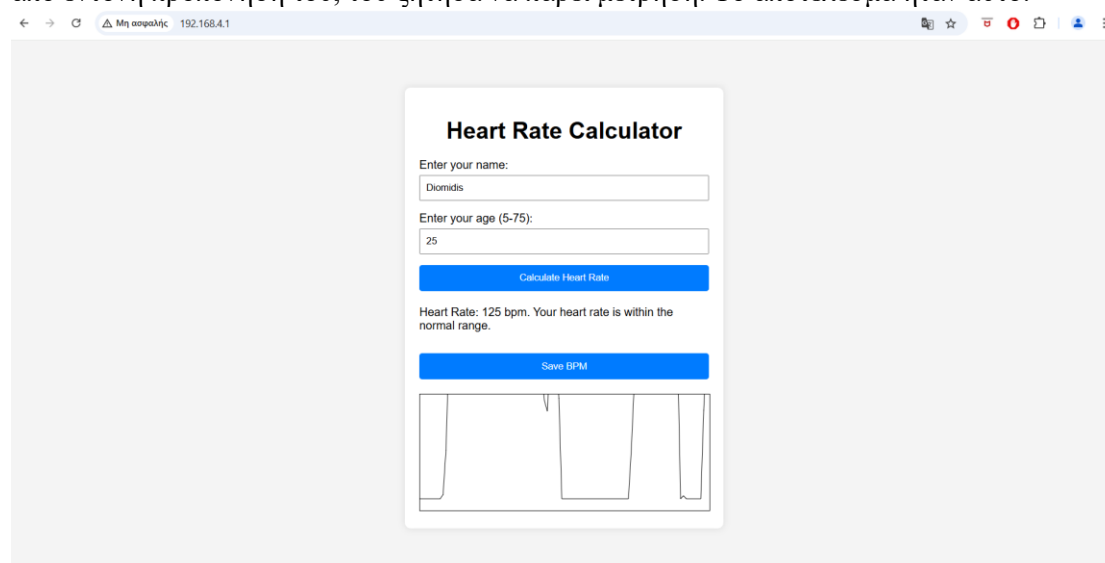 Μη ασφαλής 192.168.4.1
Heart Rate Calculator
Enter your name:
Diomidis
Enter your age (5-75):
25
Calculate Heart Rate
Heart Rate: 125 bpm. Your heart rate is within the
normal range.
Save BPM